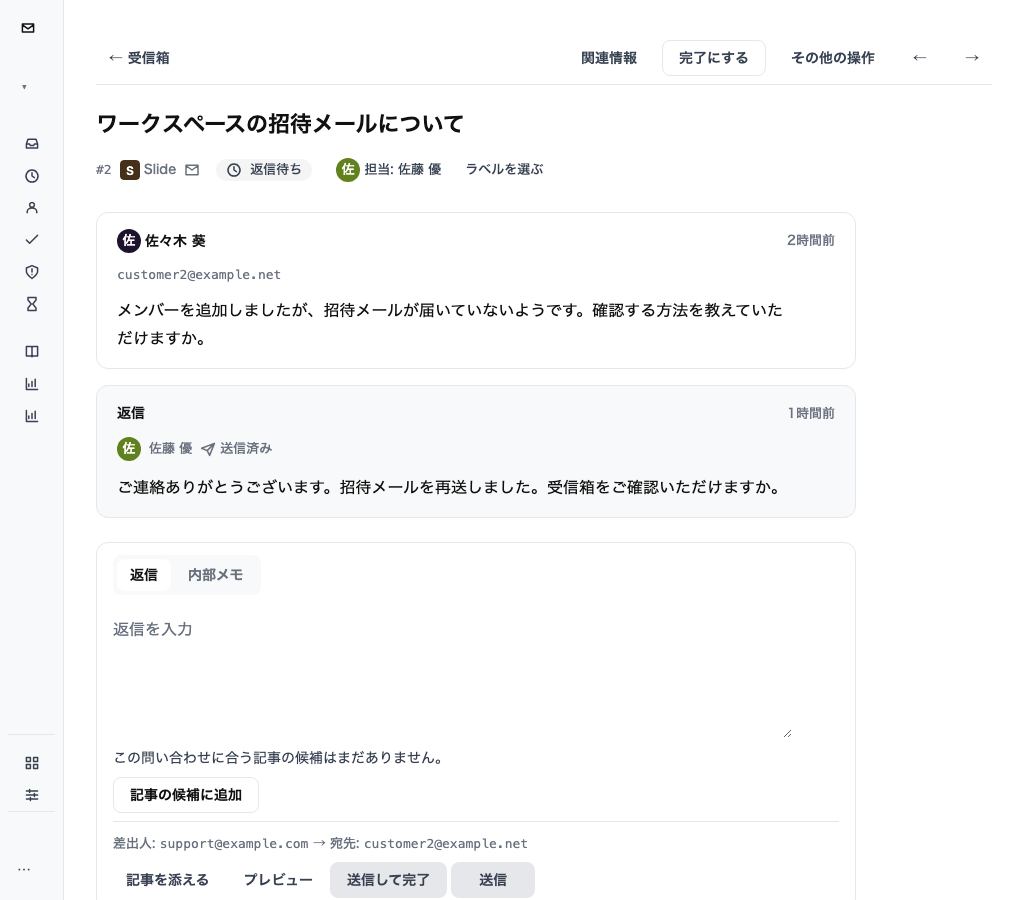 ← 受信箱
関連情報
完了にする
その他の操作
←
→
ワークスペースの招待メールについて
#2 S Slide 返信待ち 佐 担当: 佐藤 優 ラベルを選ぶ
佐 佐々木 葵
2時間前
customer2@example.net
メンバーを追加しましたが、招待メールが届いていないようです。確認する方法を教えていた
だけますか。
返信
1時間前
佐 佐藤 優 送信済み
ご連絡ありがとうございます。招待メールを再送しました。受信箱をご確認いただけますか。
返信
内部メモ
返信を入力
この問い合わせに合う記事の候補はまだありません。
記事の候補に追加
差出人: support@example.com → 宛先: customer2@example.net
記事を添える
プレビュー
送信して完了
送信